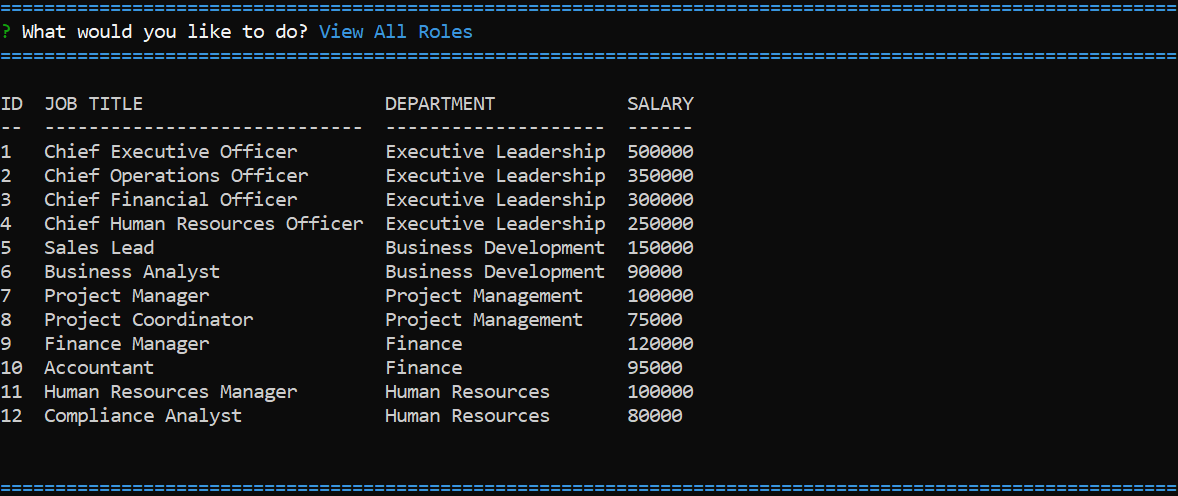 ===========================================================================================================
? What would you like to do? View All Roles
===========================================================================================================
ID  JOB TITLE                      DEPARTMENT            SALARY
--  -----------------------------  --------------------  ------
1   Chief Executive Officer        Executive Leadership  500000
2   Chief Operations Officer       Executive Leadership  350000
3   Chief Financial Officer        Executive Leadership  300000
4   Chief Human Resources Officer  Executive Leadership  250000
5   Sales Lead                     Business Development  150000
6   Business Analyst               Business Development  90000
7   Project Manager                Project Management    100000
8   Project Coordinator            Project Management    75000
9   Finance Manager                Finance               120000
10  Accountant                     Finance               95000
11  Human Resources Manager        Human Resources       100000
12  Compliance Analyst             Human Resources       80000
===========================================================================================================